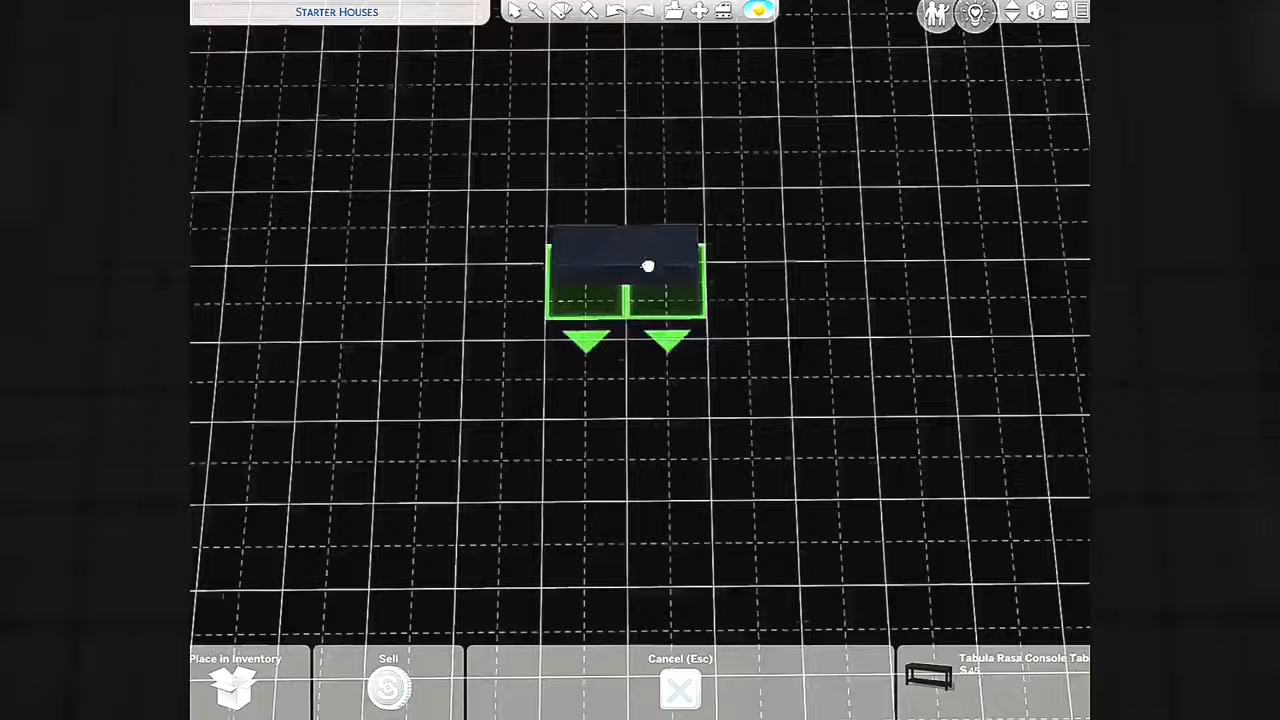 STARTER HOUSES
Place in Inventory
Sell
Cancel (Esc)
Tabula Rasa Console Tab